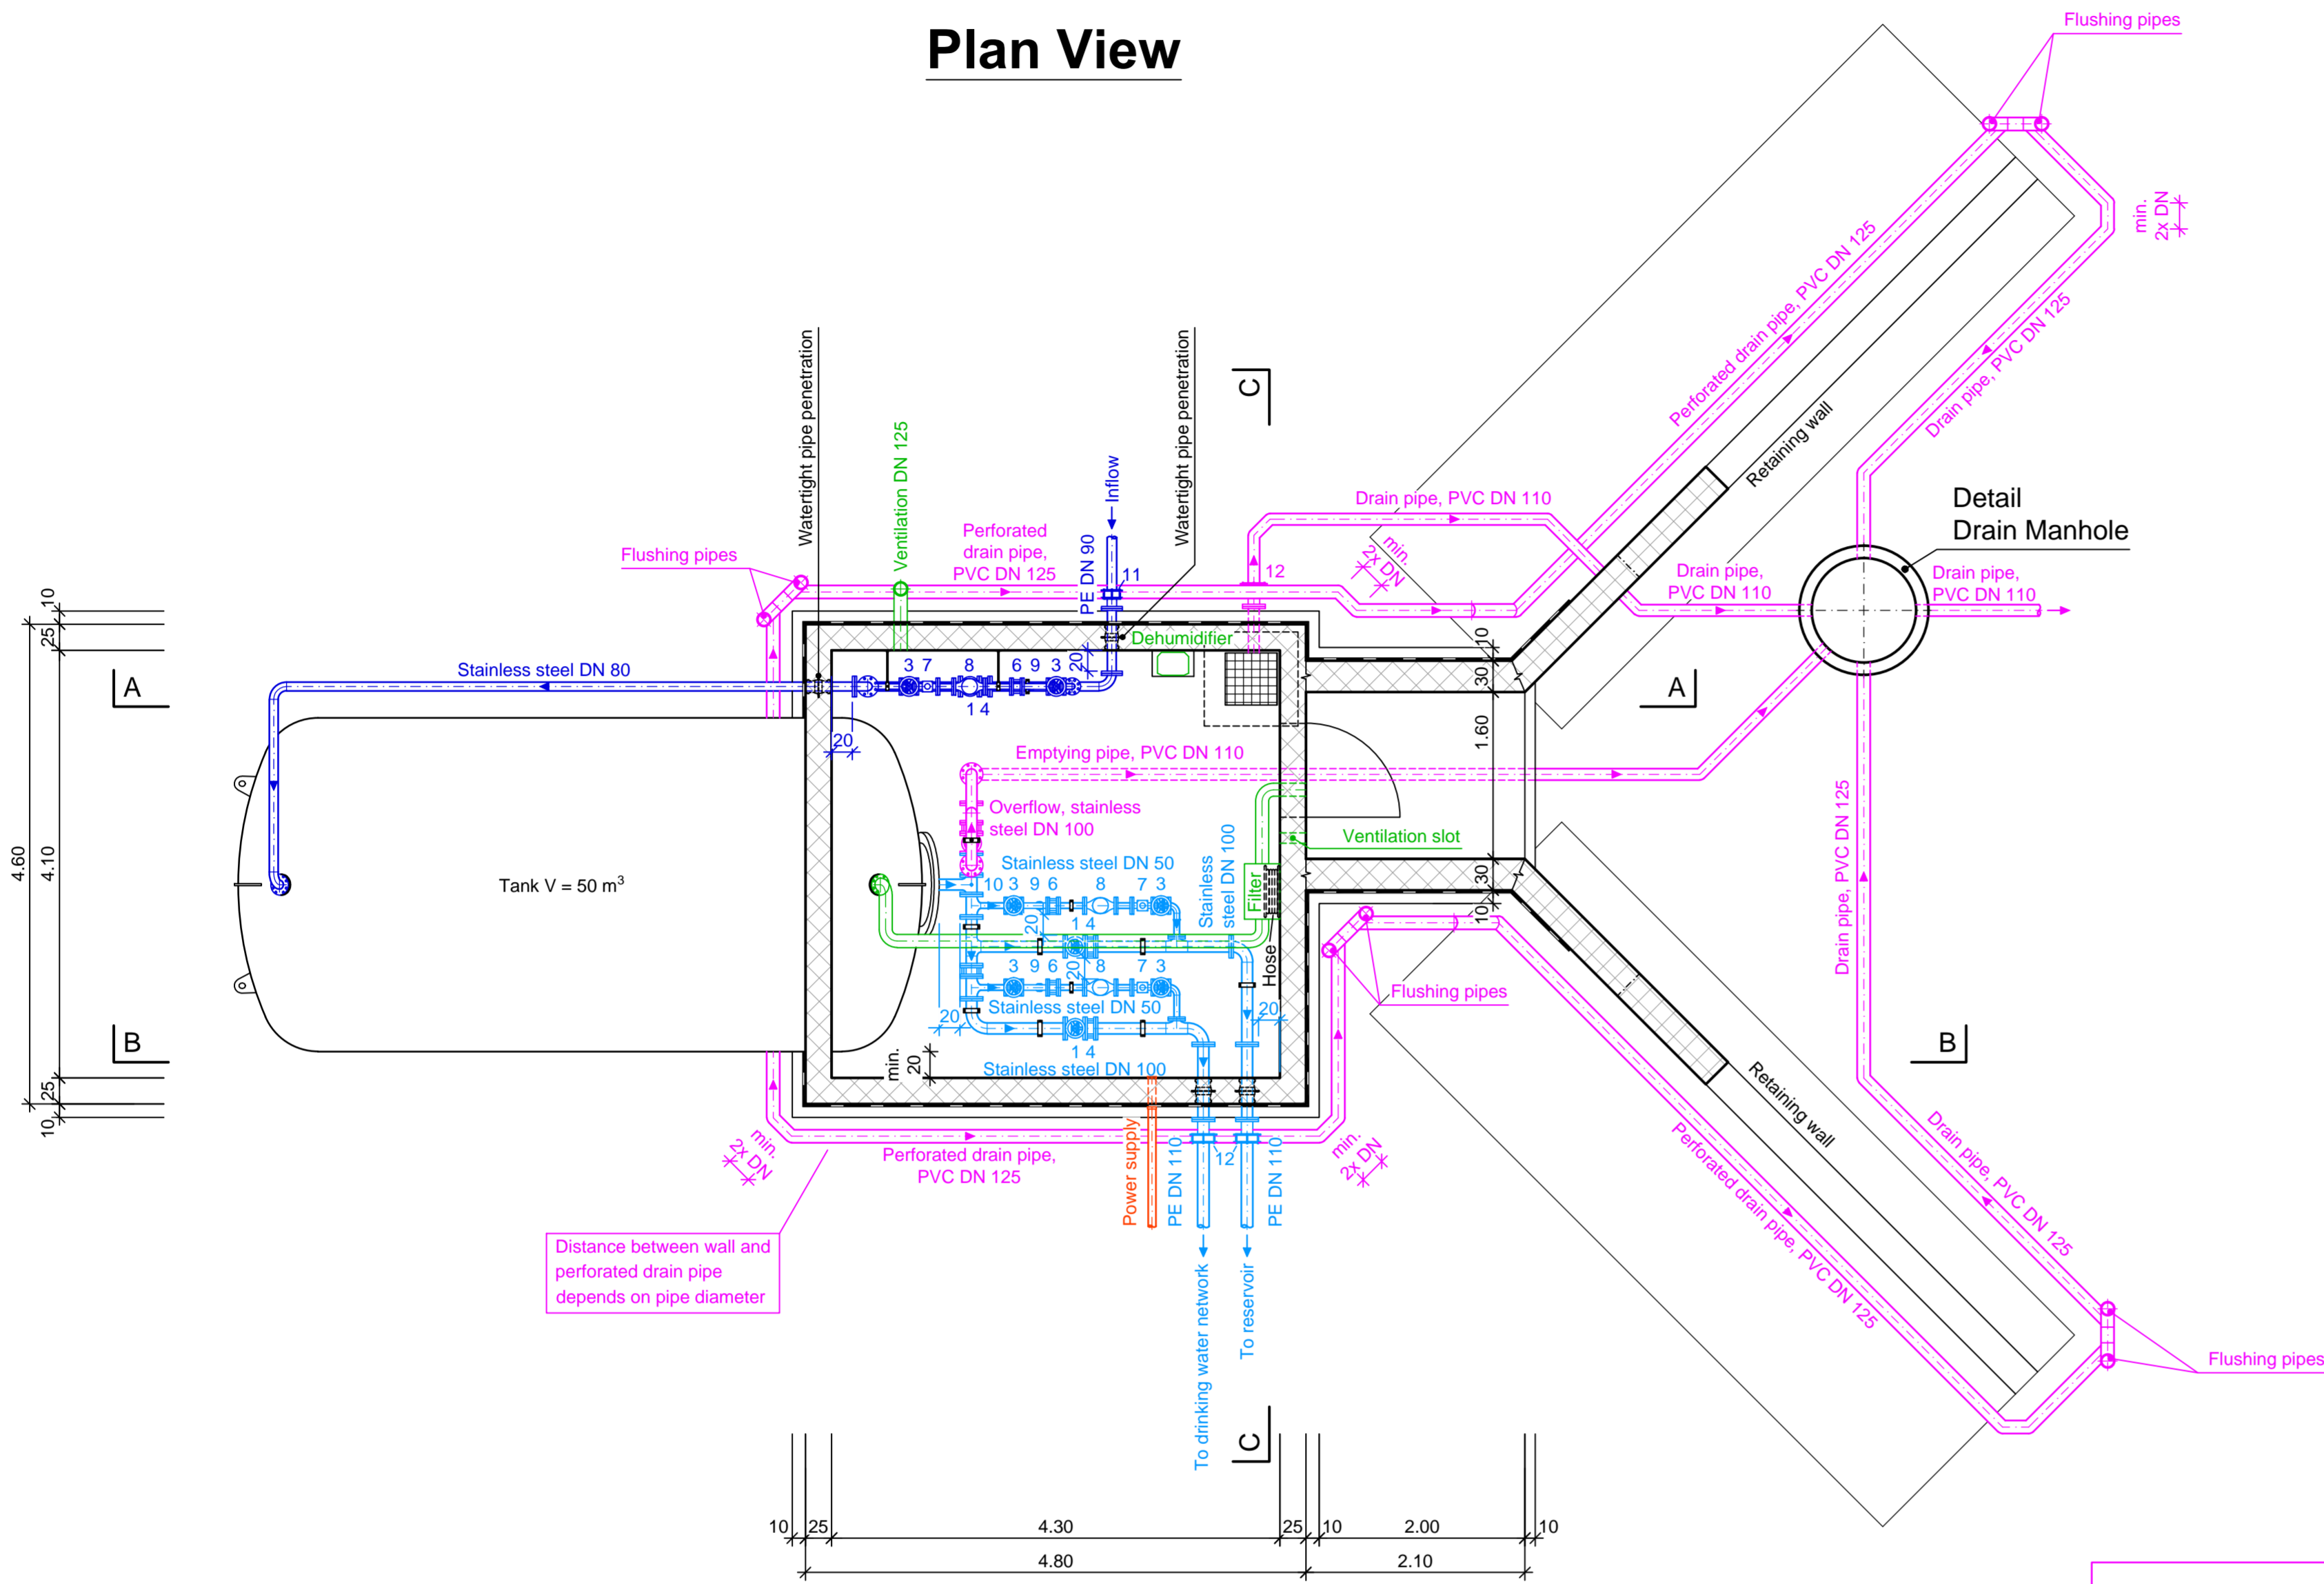 Plan View
Flushing pipes
min.
2x DN
Perforated drain pipe, PVC DN 125
Drain pipe, PVC DN 125
Retaining wall
Watertight pipe penetration
Watertight pipe penetration
C
Ventilation DN 125
Inflow
PE DN 90
11
Flushing pipes
Perforated
drain pipe,
PVC DN 125
Drain pipe, PVC DN 110
12
min.
2x DN
Detail
Drain Manhole
Drain pipe,
PVC DN 110
Drain pipe,
PVC DN 110
10
25
4.60
4.10
25
10
A
Stainless steel DN 80
3 7 8 6 9 3
1 4
20
20
Dehumidifier
10
30
1.60
30
10
A
Emptying pipe, PVC DN 110
Overflow, stainless
steel DN 100
Stainless
steel DN 100
Ventilation slot
Filter
Hose
Tank V = 50 m³
Stainless steel DN 50
10 3 9 6 8 7 3
1 4
20
3 9 6 8 7 3
20
Stainless steel DN 50
20
20
1 4
Stainless steel DN 100
min.
20
B
B
Flushing pipes
Drain pipe, PVC DN 125
Retaining wall
Drain pipe, PVC DN 125
Perforated drain pipe, PVC DN 125
Flushing pipes
min.
2x DN
Perforated drain pipe,
PVC DN 125
Power supply
PE DN 110
12
PE DN 110
min.
2x DN
Distance between wall and
perforated drain pipe
depends on pipe diameter
To drinking water network
To reservoir
C
10 25 4.30 25 10 2.00 10
4.80 2.10